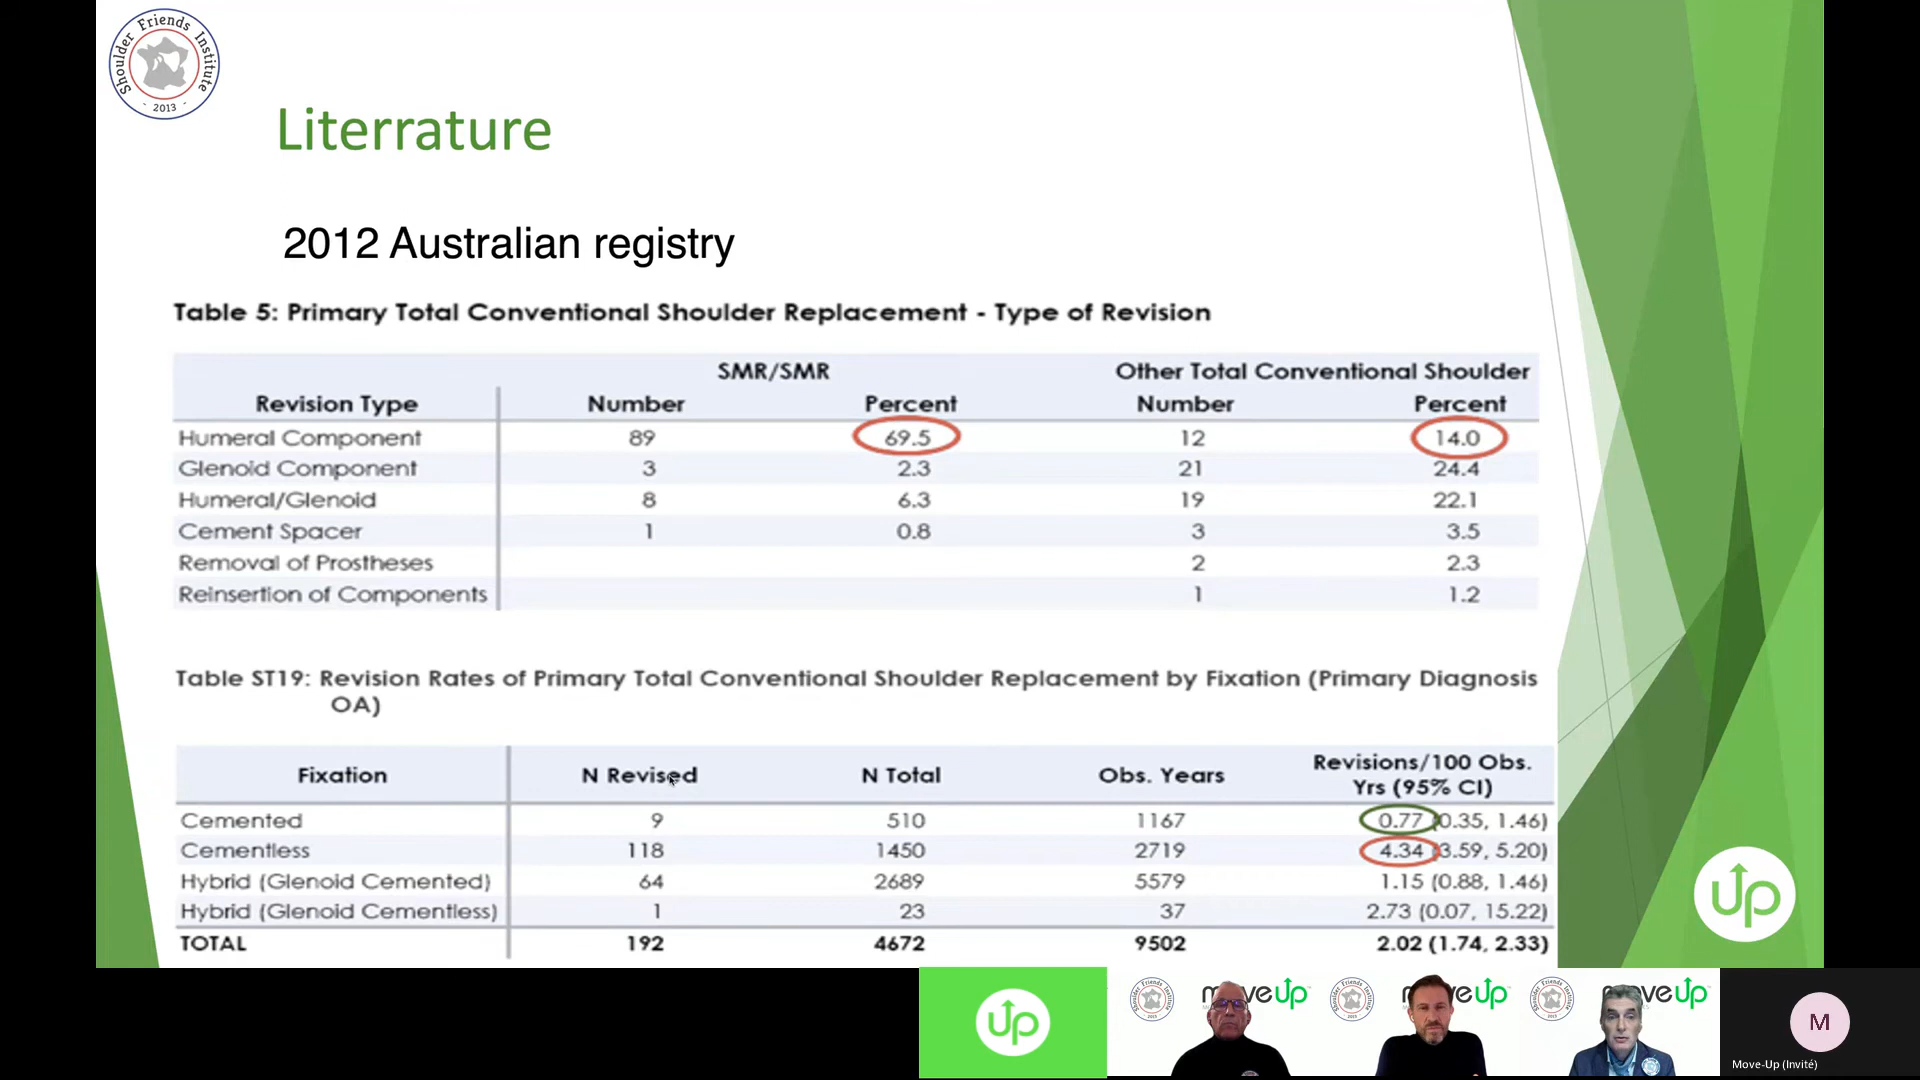 Shoulder Friends Institute
- 2013 -
Literrature
2012 Australian registry
Table 5: Primary Total Conventional Shoulder Replacement - Type of Revision
SMR/SMR Other Total Conventional Shoulder
Revision Type Number Percent Number Percent
Humeral Component 89 69.5 12 14.0
Glenoid Component 3 2.3 21 24.4
Humeral/Glenoid 8 6.3 19 22.1
Cement Spacer 1 0.8 3 3.5
Removal of Prostheses 2 2.3
Reinsertion of Components 1 1.2
Table ST19: Revision Rates of Primary Total Conventional Shoulder Replacement by Fixation (Primary Diagnosis
OA)
Fixation N Revised N Total Obs. Years Revisions/100 Obs.
Yrs (95% CI)
Cemented 9 510 1167 0.77 (0.35, 1.46)
Cementless 118 1450 2719 4.34 (3.59, 5.20)
Hybrid (Glenoid Cemented) 64 2689 5579 1.15 (0.88, 1.46)
Hybrid (Glenoid Cementless) 1 23 37 2.73 (0.07, 15.22)
TOTAL 192 4672 9502 2.02 (1.74, 2.33)
Up
Up
moveUp
moveUp
moveUp
M
Move-Up (Invité)